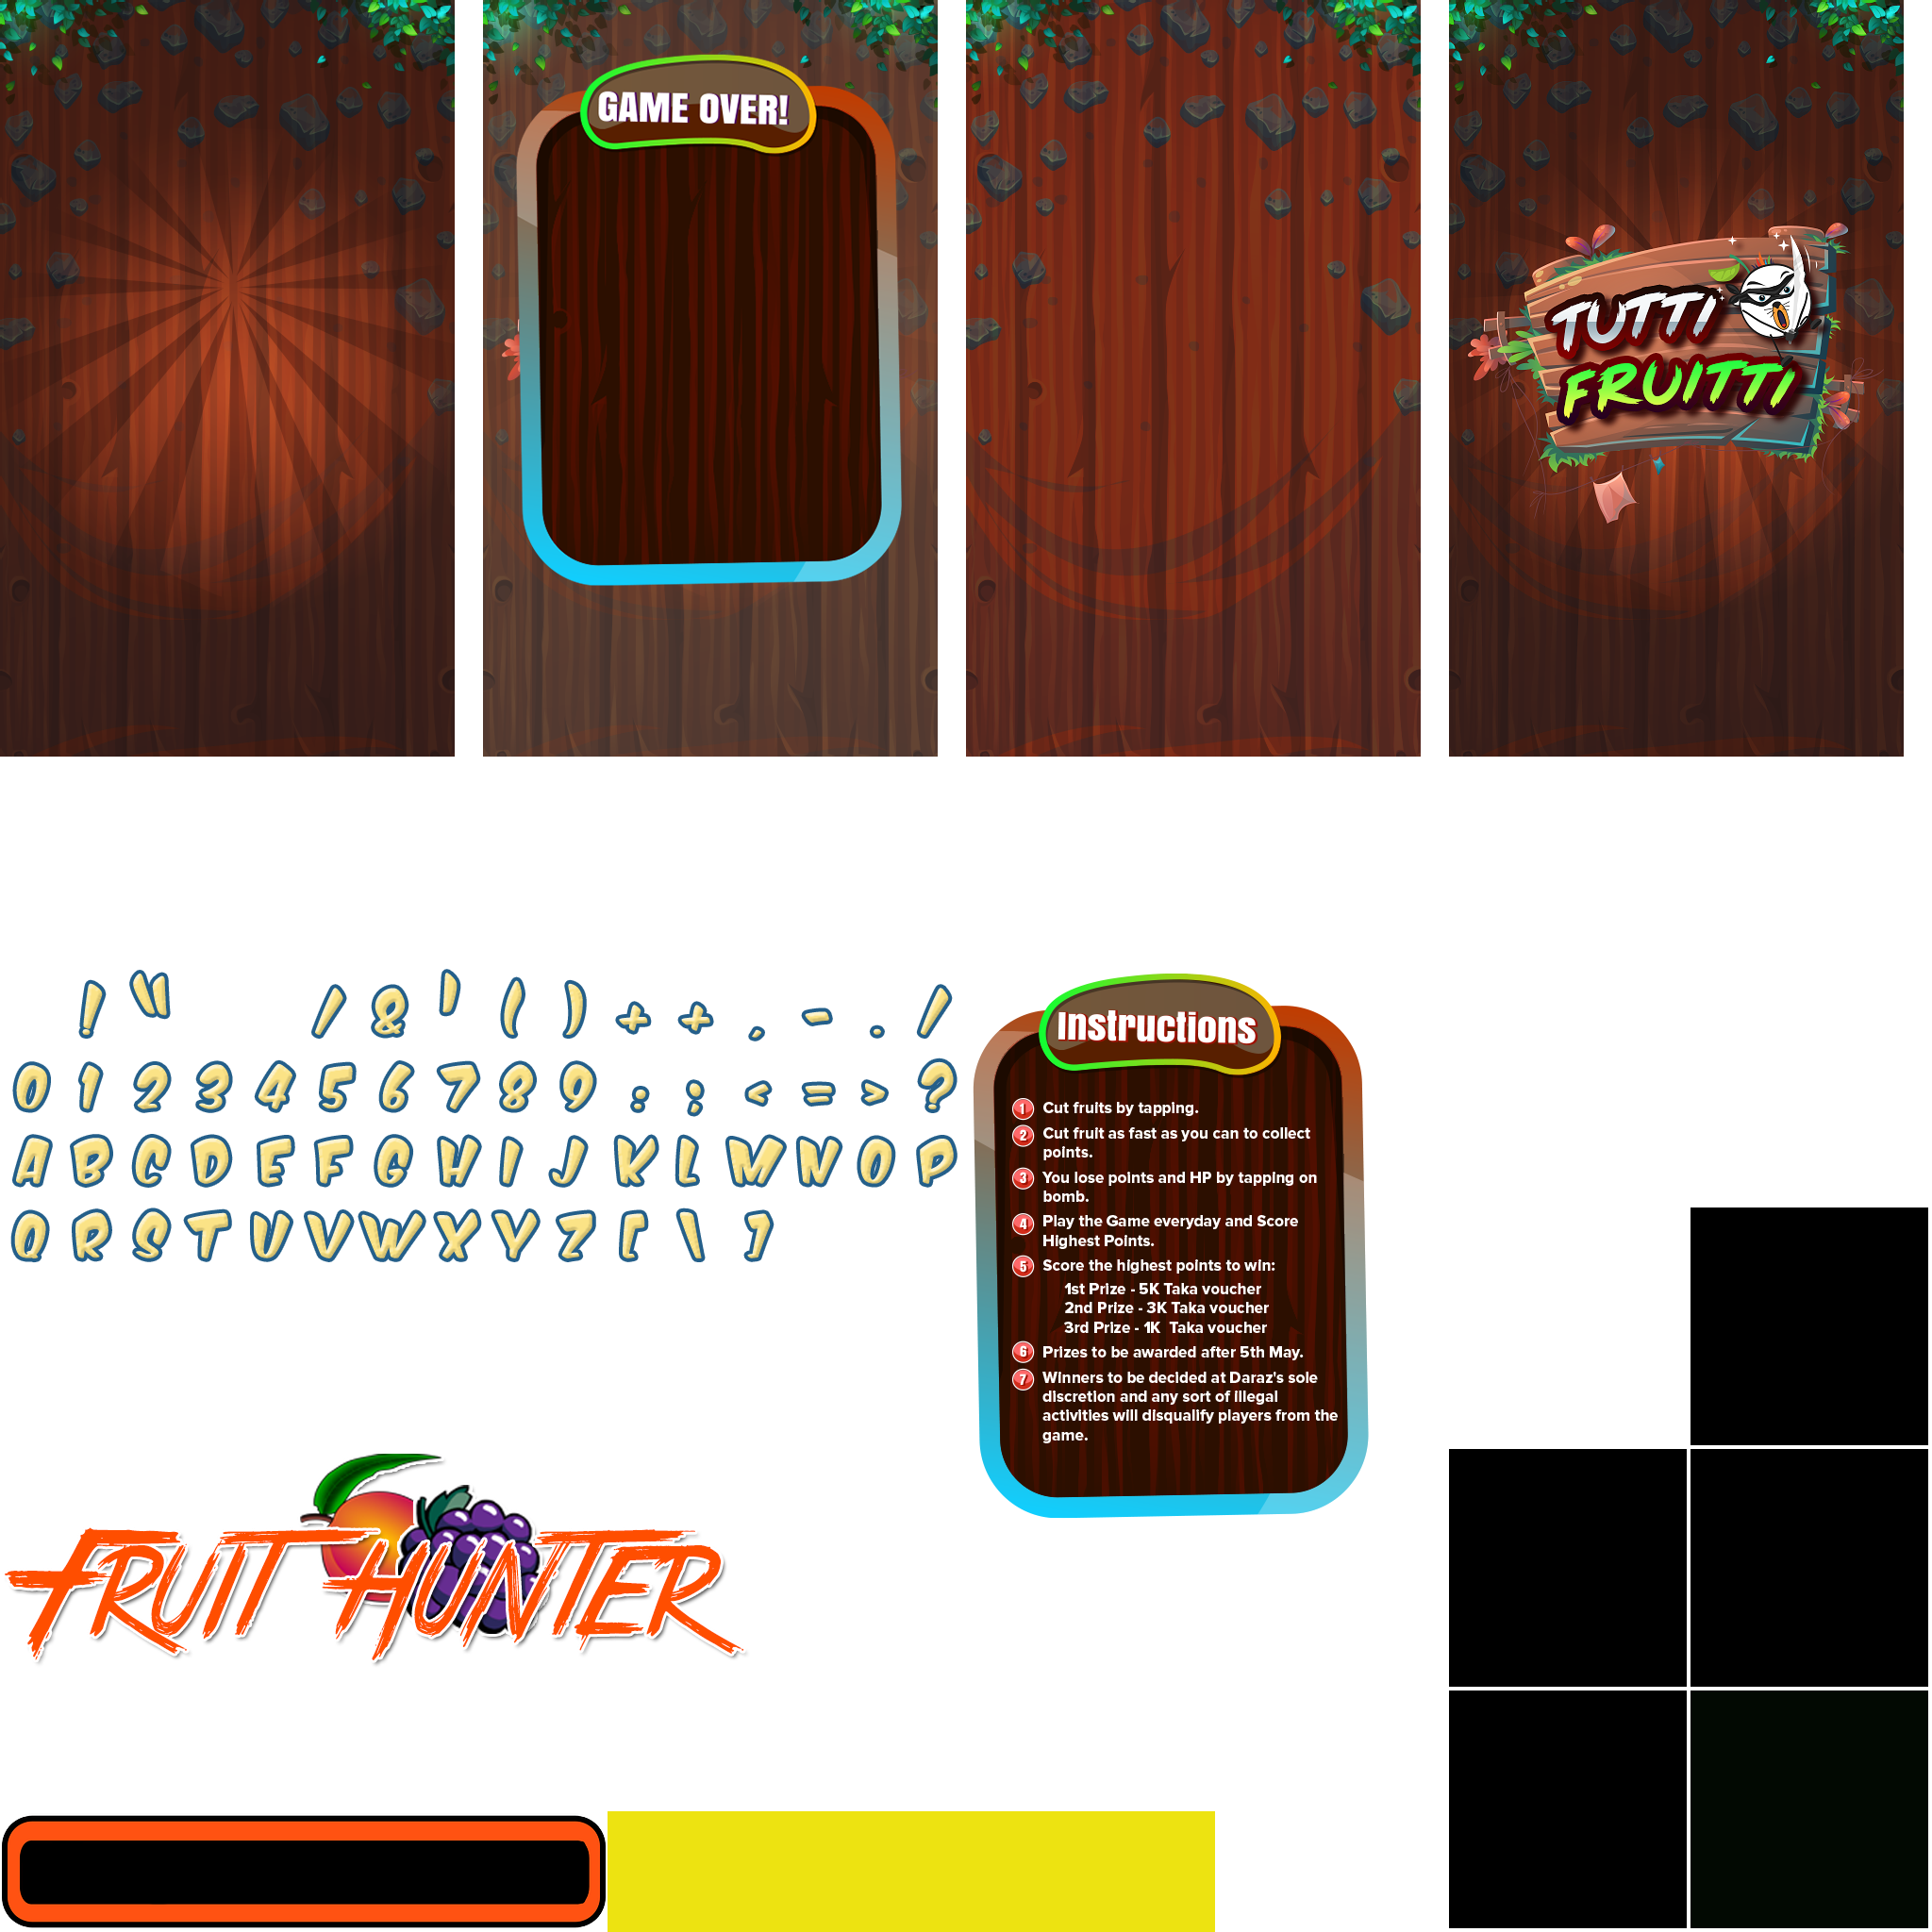 GAME OVER!
TUTTI
FRUITTI
! " / & ' ( ) + + , - . /
0 1 2 3 4 5 6 7 8 9 : ; < = > ?
A B C D E F G H I J K L M N O P
Q R S T U V W X Y Z [ \ ]
Instructions
1 Cut fruits by tapping.
2 Cut fruit as fast as you can to collect
points.
3 You lose points and HP by tapping on
bomb.
4 Play the Game everyday and Score
Highest Points.
5 Score the highest points to win:
1st Prize - 5K Taka voucher
2nd Prize - 3K Taka voucher
3rd Prize - 1K Taka voucher
6 Prizes to be awarded after 5th May.
7 Winners to be decided at Daraz's sole
discretion and any sort of illegal
activities will disqualify players from the
game.
FRUIT HUNTER